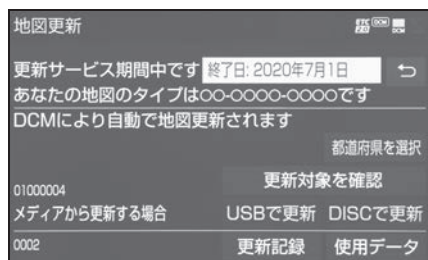 地図更新
ETC 2.0 DCM
更新サービス期間中です 終了日: 2020年7月1日
あなたの地図のタイプは○○-○○○○-○○○です
DCMにより自動で地図更新されます
都道府県を選択
更新対象を確認
01000004
メディアから更新する場合 USBで更新 DISCで更新
0002 更新記録 使用データ